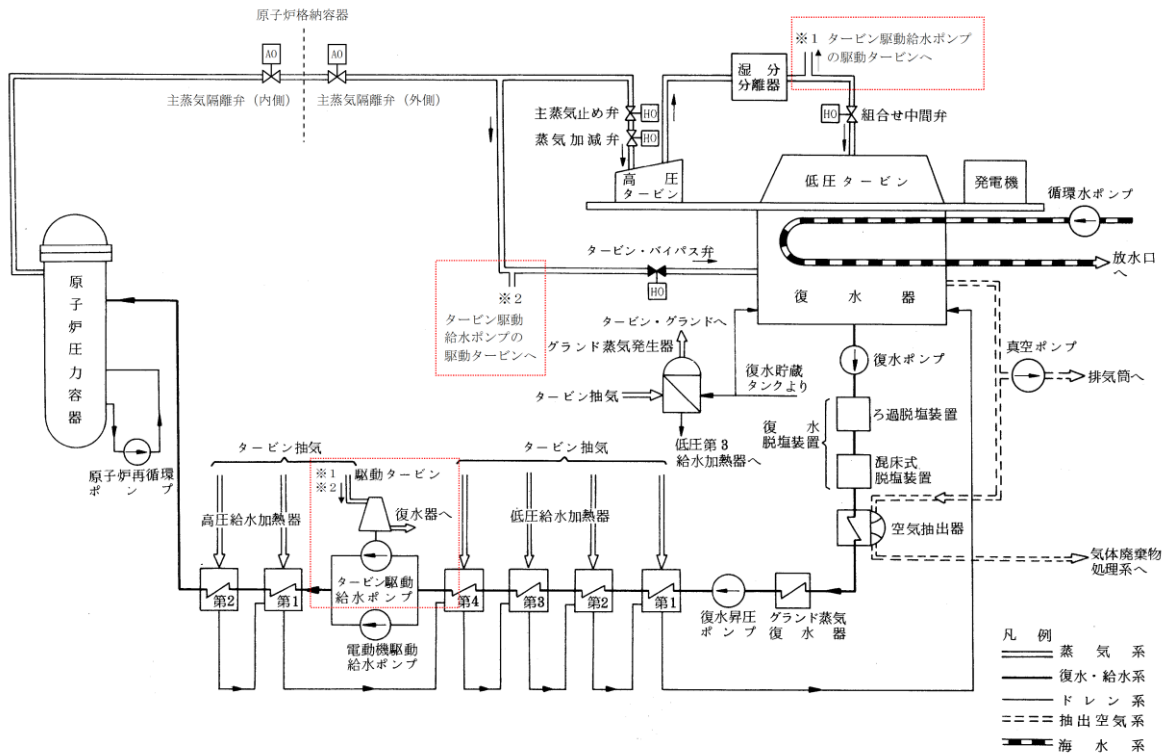 原子炉格納容器
AO
AO
主蒸気隔離弁（内側）
主蒸気隔離弁（外側）
※1 タービン駆動給水ポンプ
の駆動タービンへ
湿分
分離器
主蒸気止め弁
HO
蒸気加減弁
HO
HO
組合せ中間弁
高圧
タービン
低圧タービン
発電機
循環水ポンプ
放水口
へ
タービン・バイパス弁
HO
※2
タービン駆動
給水ポンプの
駆動タービンへ
復水器
原子炉圧力容器
タービン・グランドへ
グランド蒸気発生器
復水ポンプ
真空ポンプ
排気筒へ
タービン抽気
復水貯蔵
タンクより
ろ過脱塩装置
復水
脱塩装置
低圧第3
給水加熱器へ
混床式
脱塩装置
原子炉再循環
ポンプ
タービン抽気
タービン抽気
※1
※2
駆動タービン
復水器へ
高圧給水加熱器
低圧給水加熱器
空気抽出器
気体廃棄物
処理系へ
タービン駆動
給水ポンプ
第2
第1
第4
第3
第2
第1
復水昇圧
ポンプ
グランド蒸気
復水器
電動機駆動
給水ポンプ
凡例
蒸気系
復水・給水系
ドレン系
抽出空気系
海水系